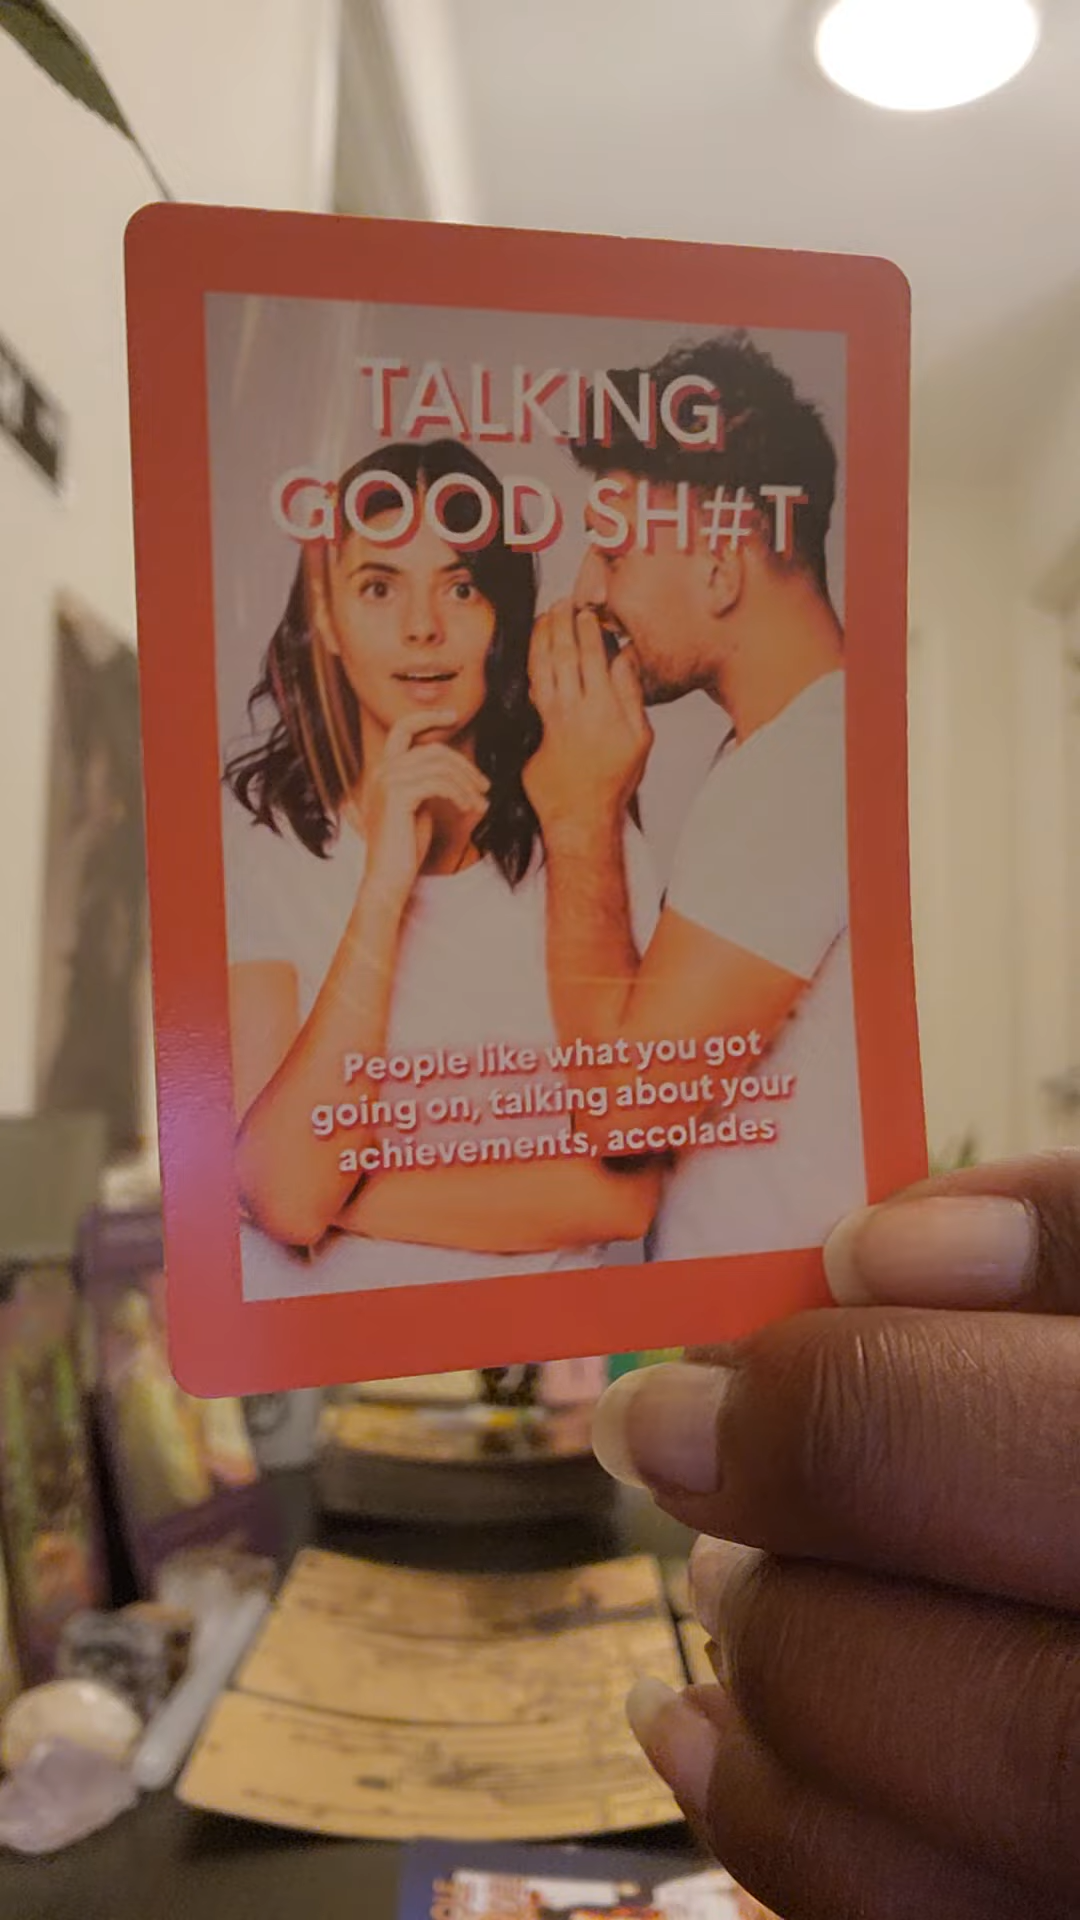 TALKING
GOOD SH#T
People like what you got
going on, talking about your
achievements, accolades